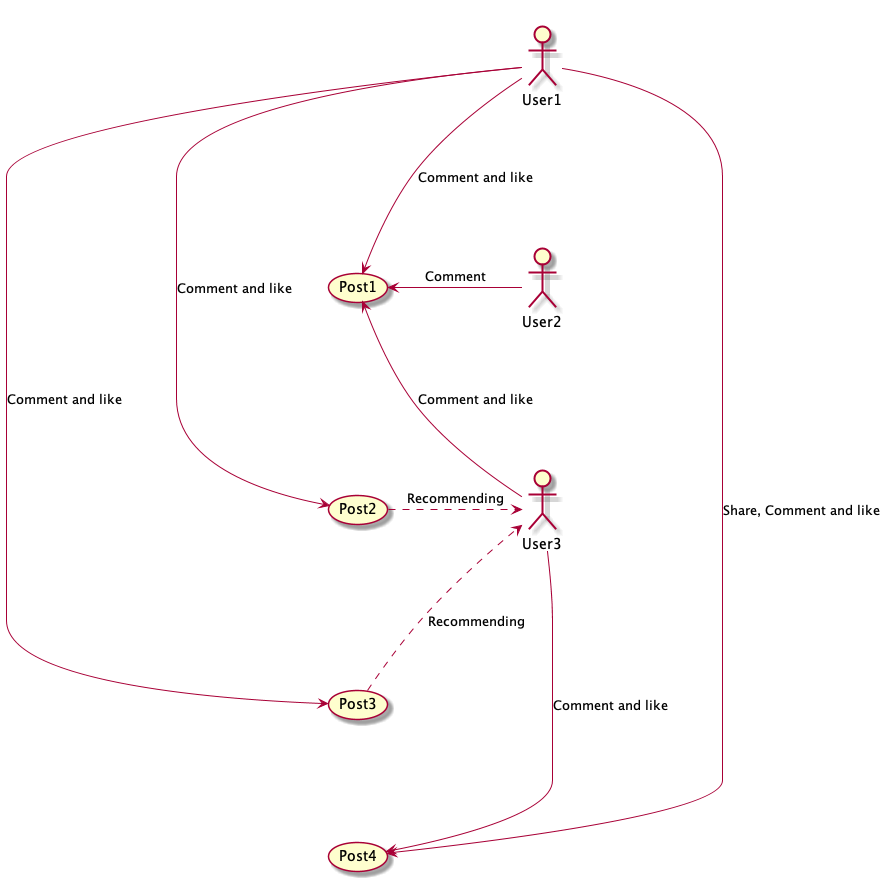 User1
Comment and like
Comment
Post1
Comment and like
User2
Comment and like
Comment and like
Recommending
Post2
Share, Comment and like
User3
Recommending
Post3
Comment and like
Post4